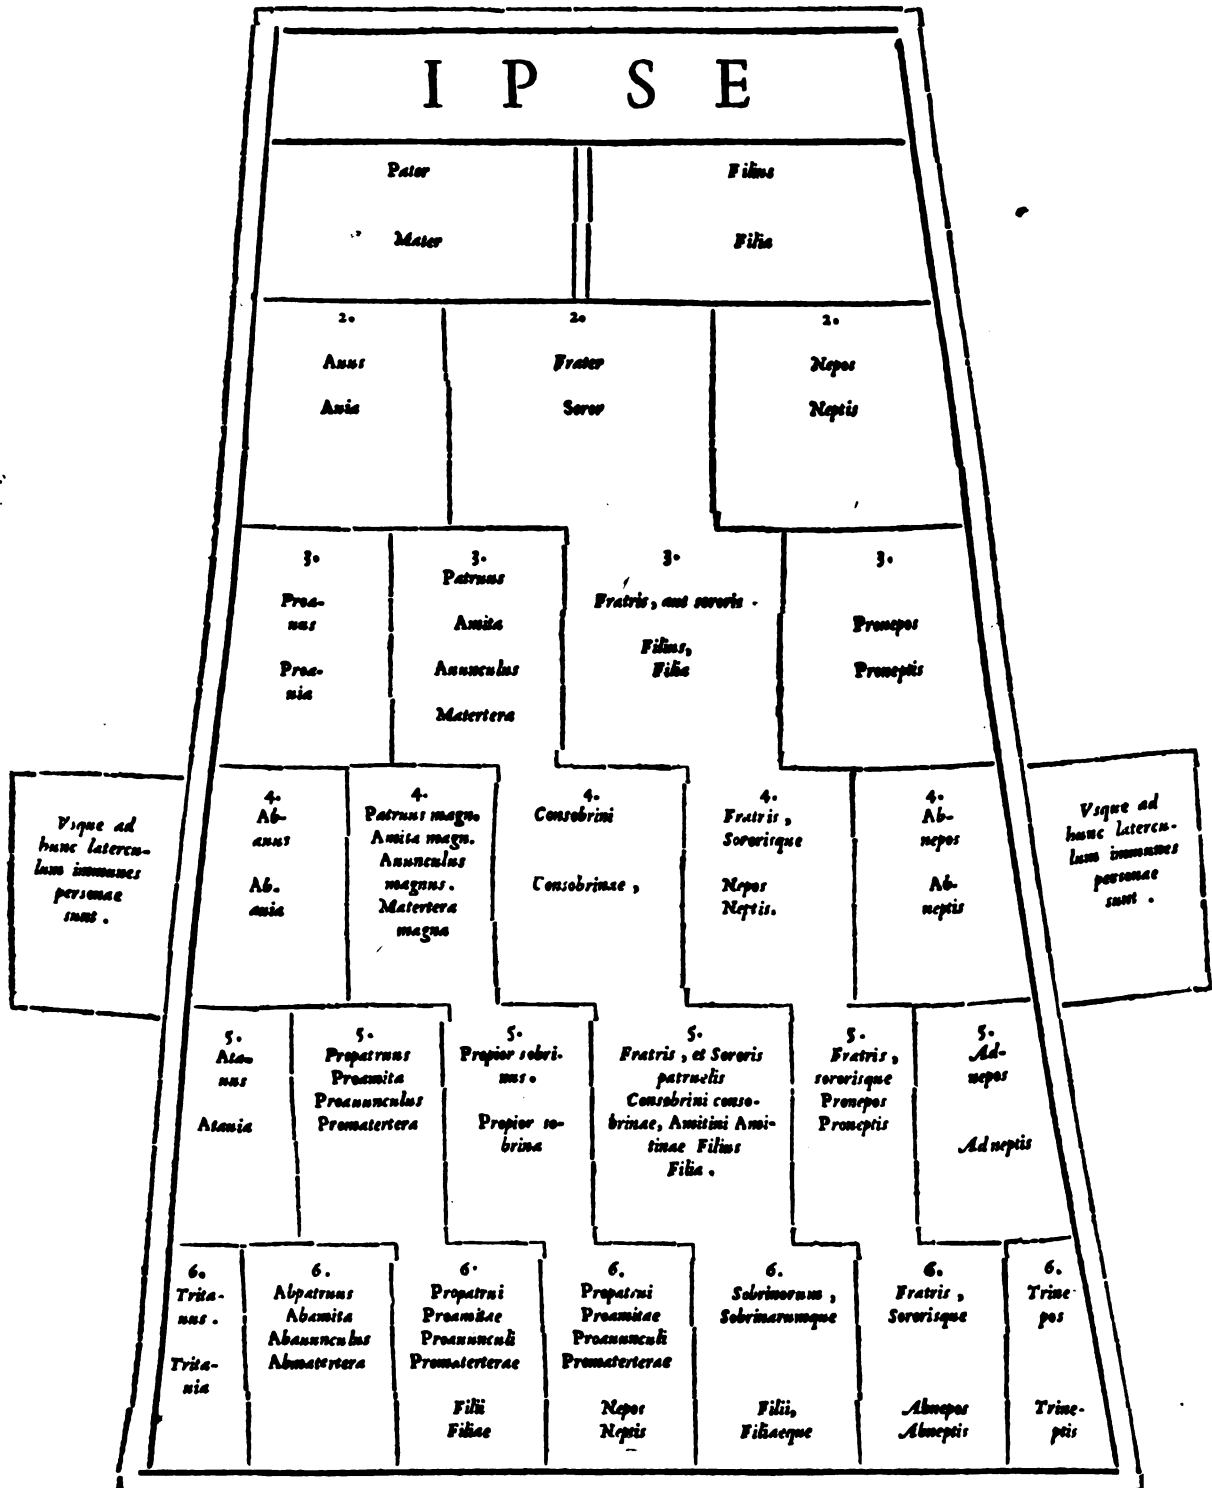 I P S E
Pater
Mater
Filius
Filia
2.
Auus
Auia
2.
Frater
Soror
2.
Nepos
Neptis
3.
Proa-
uus
Proa-
uia
3.
Patruus
Amita
Auunculus
Matertera
3.
Fratris, aut sororis
Filius,
Filia
3.
Pronepos
Proneptis
Vsque ad
hunc latercu-
lum immunes
personae
sunt.
4.
Ab-
auus
Ab-
auia
4.
Patruus magn.
Amita magn.
Auunculus
magnus.
Matertera
magna
4.
Consobrini
Consobrinae,
4.
Fratris,
Sororisque
Nepos
Neptis.
4.
Ab-
nepos
Ab-
neptis
Vsque ad
hunc latercu-
lum immunes
personae
sunt.
5.
Ata-
uus
Atauia
5.
Propatruus
Proamita
Proauunculus
Promatertera
5.
Propior sobri-
nus.
Propior so-
brina
5.
Fratris, et Sororis
patruelis
Consobrini conso-
brinae, Amitini Ami-
tinae Filius
Filia.
5.
Fratris,
sororisque
Pronepos
Proneptis
5.
Ad-
nepos
Adneptis
6.
Trita-
uus.
Trita-
uia
6.
Abpatruus
Abamita
Abauunculus
Abmatertera
6.
Propatrui
Proamitae
Proauunculi
Promaterterae
Filii
Filiae
6.
Propatrui
Proamitae
Proauunculi
Promaterterae
Nepos
Neptis
6.
Sobrinorum,
Sobrinarumque
Filii,
Filiaeque
6.
Fratris,
Sororisque
Abnepos
Abneptis
6.
Trine-
pos
Trine-
ptis